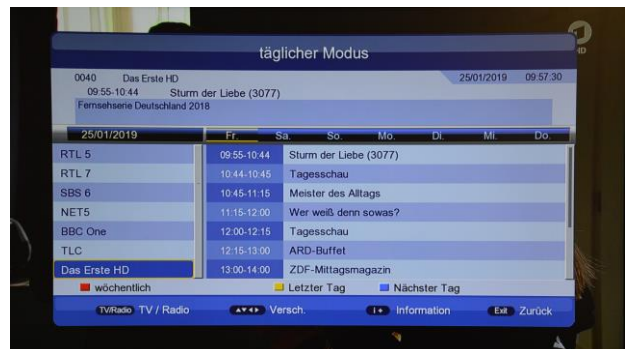 täglicher Modus
0040 Das Erste HD 25/01/2019 09:57:30
09:55-10:44 Sturm der Liebe (3077)
Fernsehserie Deutschland 2018
25/01/2019 Fr. Sa. So. Mo. Di. Mi. Do.
RTL 5 09:55-10:44 Sturm der Liebe (3077)
RTL 7 10:44-10:45 Tagesschau
SBS 6 10:45-11:15 Meister des Alltags
NET5 11:15-12:00 Wer weiß denn sowas?
BBC One 12:00-12:15 Tagesschau
TLC 12:15-13:00 ARD-Buffet
Das Erste HD 13:00-14:00 ZDF-Mittagsmagazin
wöchentlich Letzter Tag Nächster Tag
TV/Radio TV / Radio Versch. i+ Information Exit Zurück
1
HD